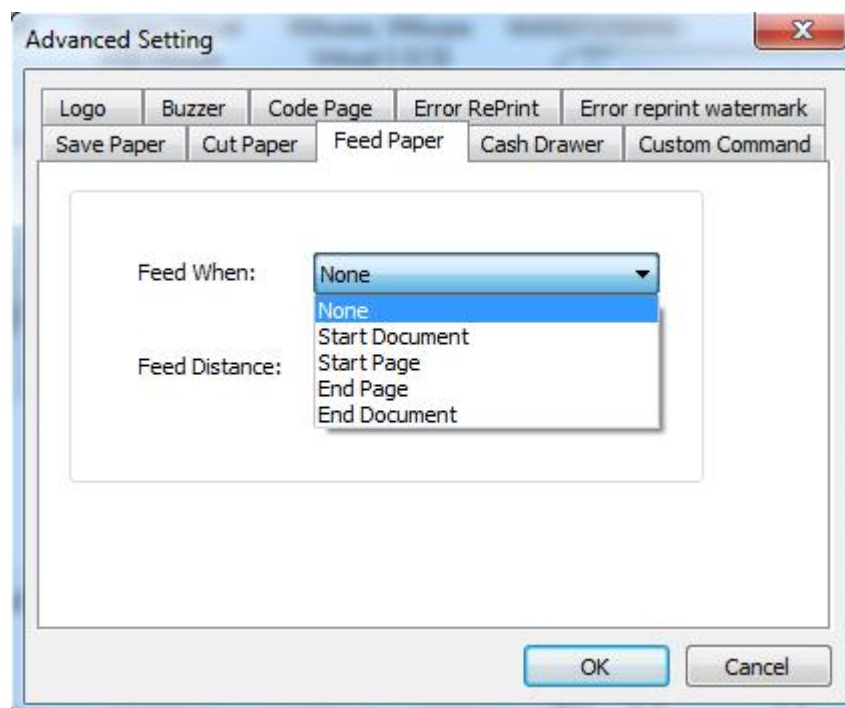 Advanced Setting
Logo Buzzer Code Page Error RePrint Error reprint watermark
Save Paper Cut Paper Feed Paper Cash Drawer Custom Command
Feed When: None
None
Start Document
Start Page
Feed Distance:
End Page
End Document
OK Cancel